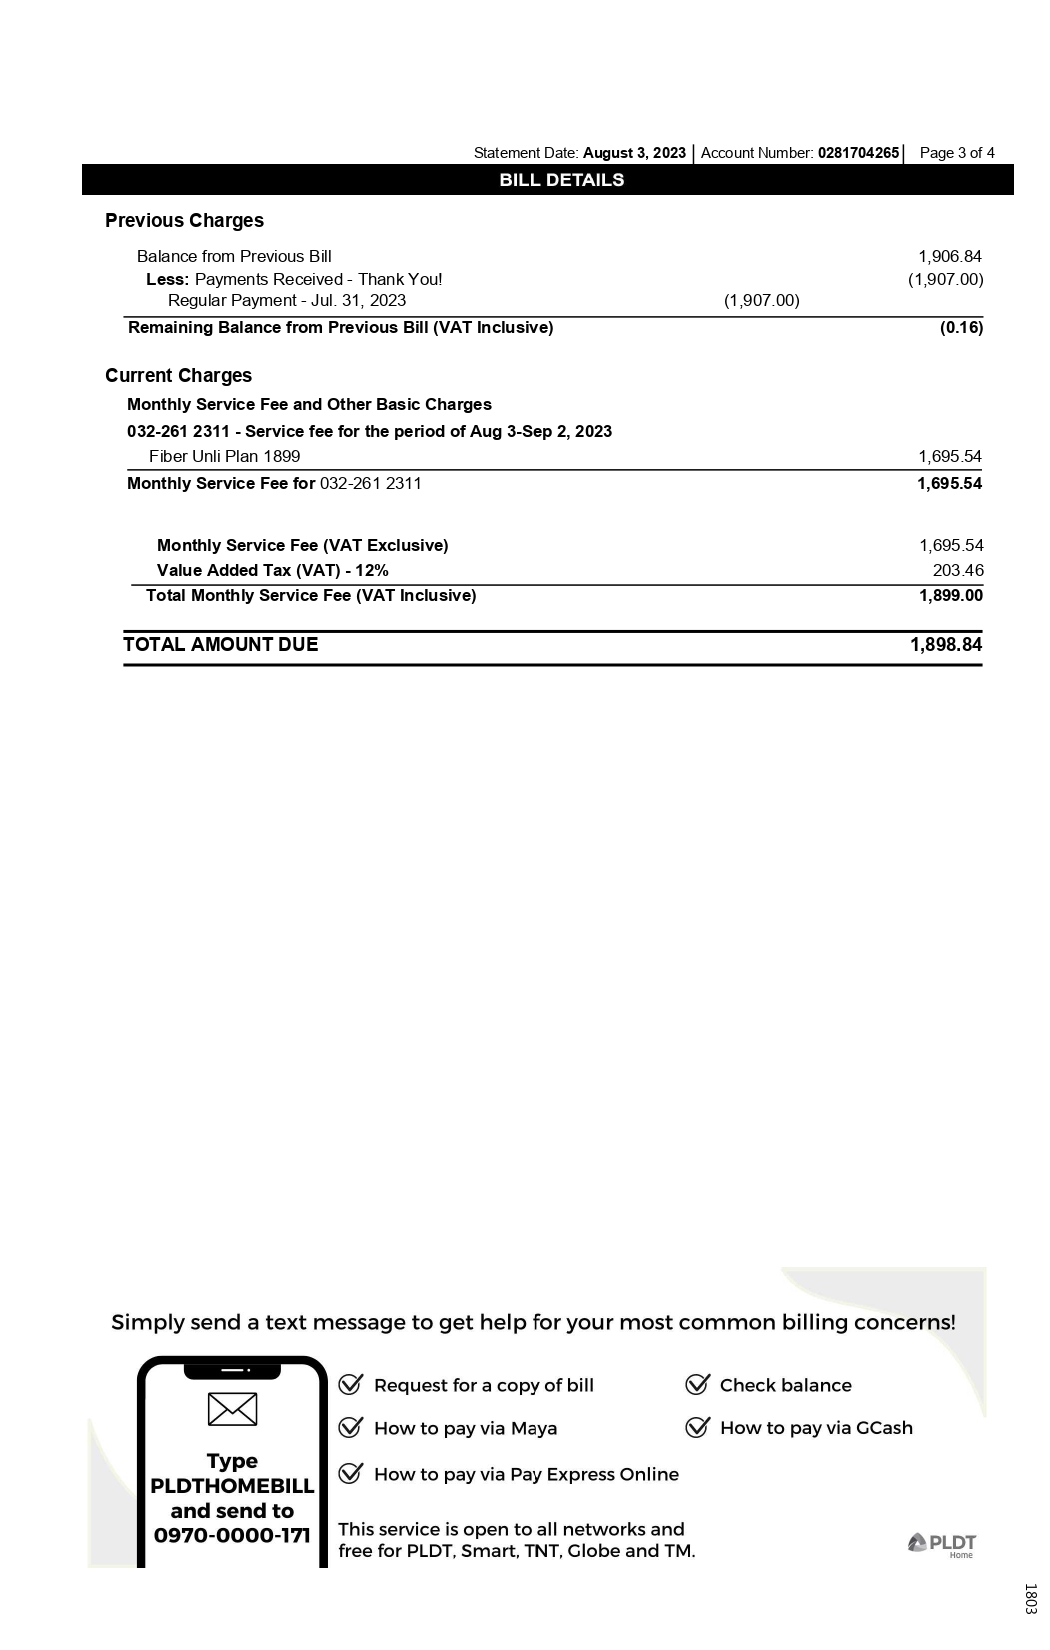 Statement Date: August 3, 2023 | Account Number: 0281704265 | Page 3 of 4
BILL DETAILS
Previous Charges
Balance from Previous Bill 1,906.84
Less: Payments Received - Thank You! (1,907.00)
Regular Payment - Jul. 31, 2023 (1,907.00)
Remaining Balance from Previous Bill (VAT Inclusive) (0.16)
Current Charges
Monthly Service Fee and Other Basic Charges
032-261 2311 - Service fee for the period of Aug 3-Sep 2, 2023
Fiber Unli Plan 1899 1,695.54
Monthly Service Fee for 032-261 2311 1,695.54
Monthly Service Fee (VAT Exclusive) 1,695.54
Value Added Tax (VAT) - 12% 203.46
Total Monthly Service Fee (VAT Inclusive) 1,899.00
TOTAL AMOUNT DUE 1,898.84
Simply send a text message to get help for your most common billing concerns!
Type
PLDTHOMEBILL
and send to
0970-0000-171
Request for a copy of bill
Check balance
How to pay via Maya
How to pay via GCash
How to pay via Pay Express Online
This service is open to all networks and
free for PLDT, Smart, TNT, Globe and TM.
PLDT
Home
1803